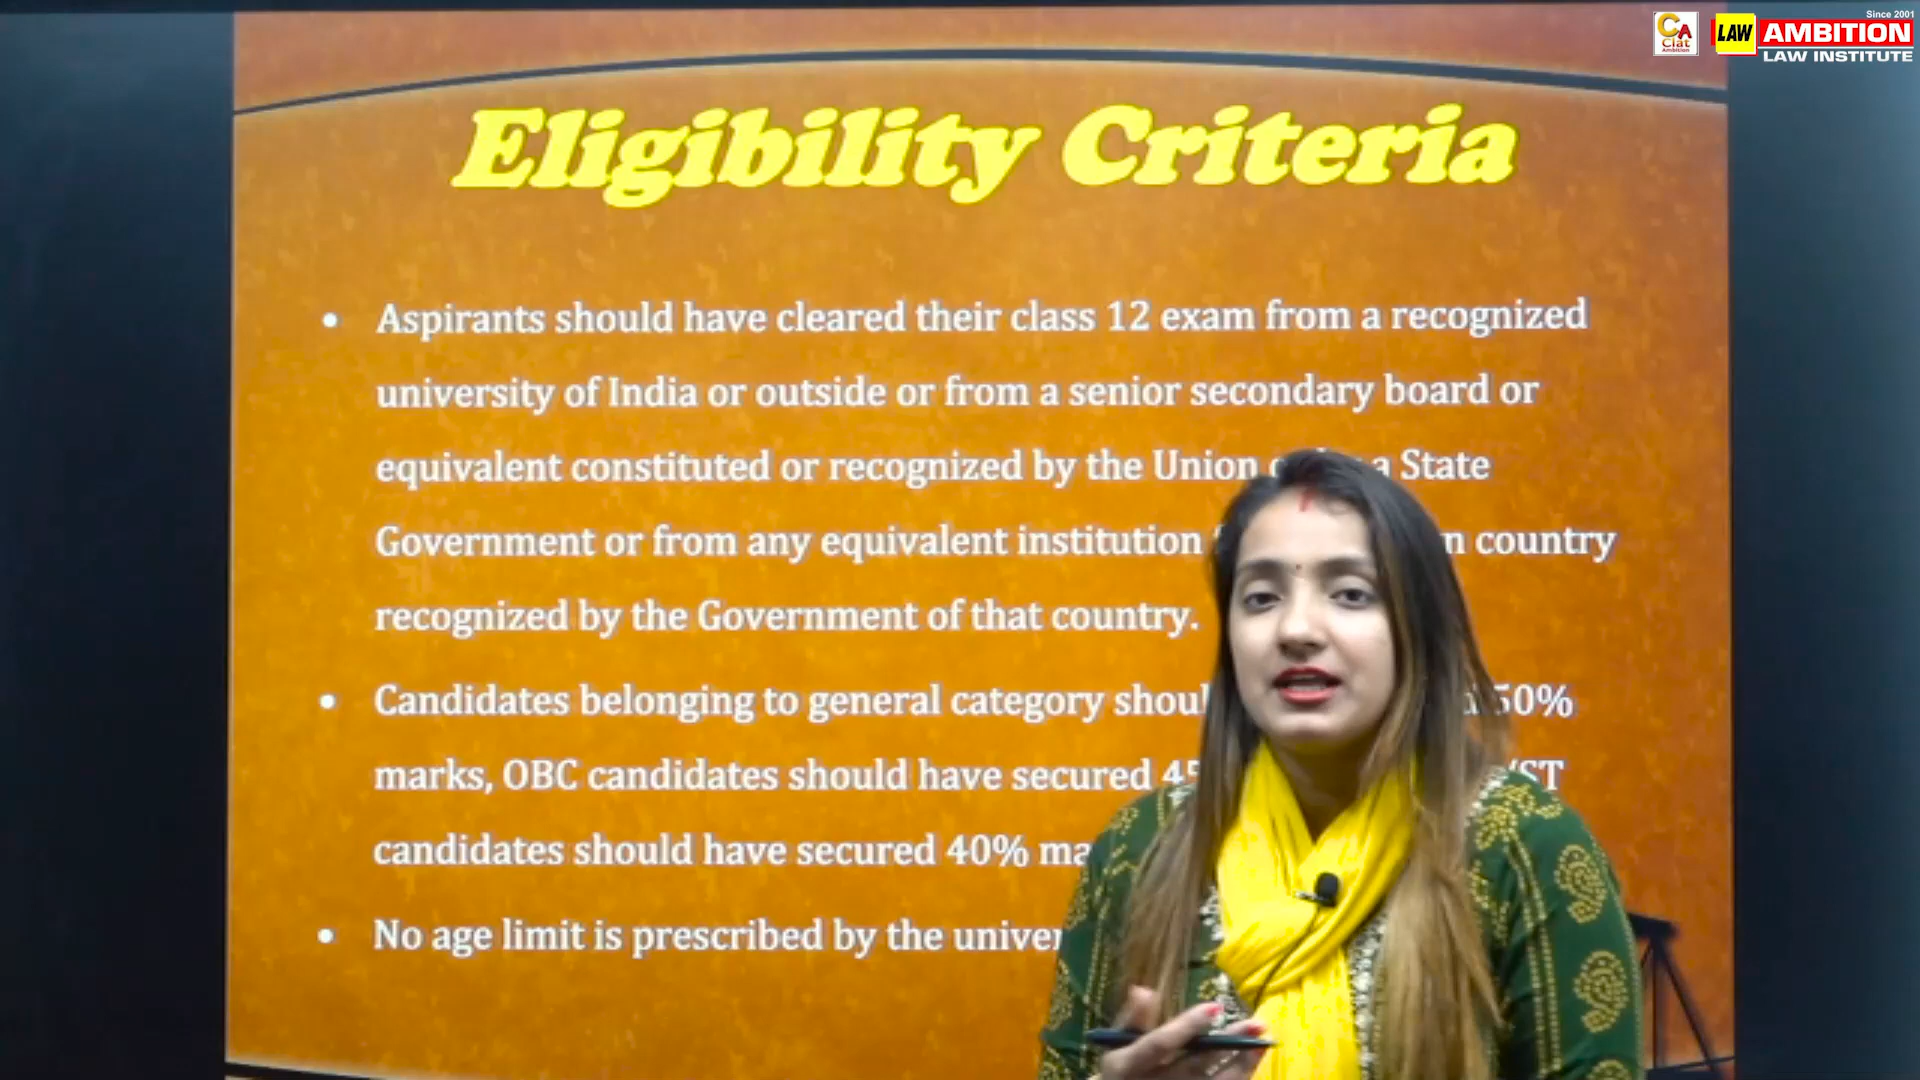 Since 2001
CA
Clat
Ambition
LAW AMBITION
LAW INSTITUTE
Eligibility Criteria
• Aspirants should have cleared their class 12 exam from a recognized
university of India or outside or from a senior secondary board or
equivalent constituted or recognized by the Union a State
Government or from any equivalent institution country
recognized by the Government of that country.
• Candidates belonging to general category 50%
marks, OBC candidates should have secured
candidates should have secured 40%
• No age limit is prescribed by the